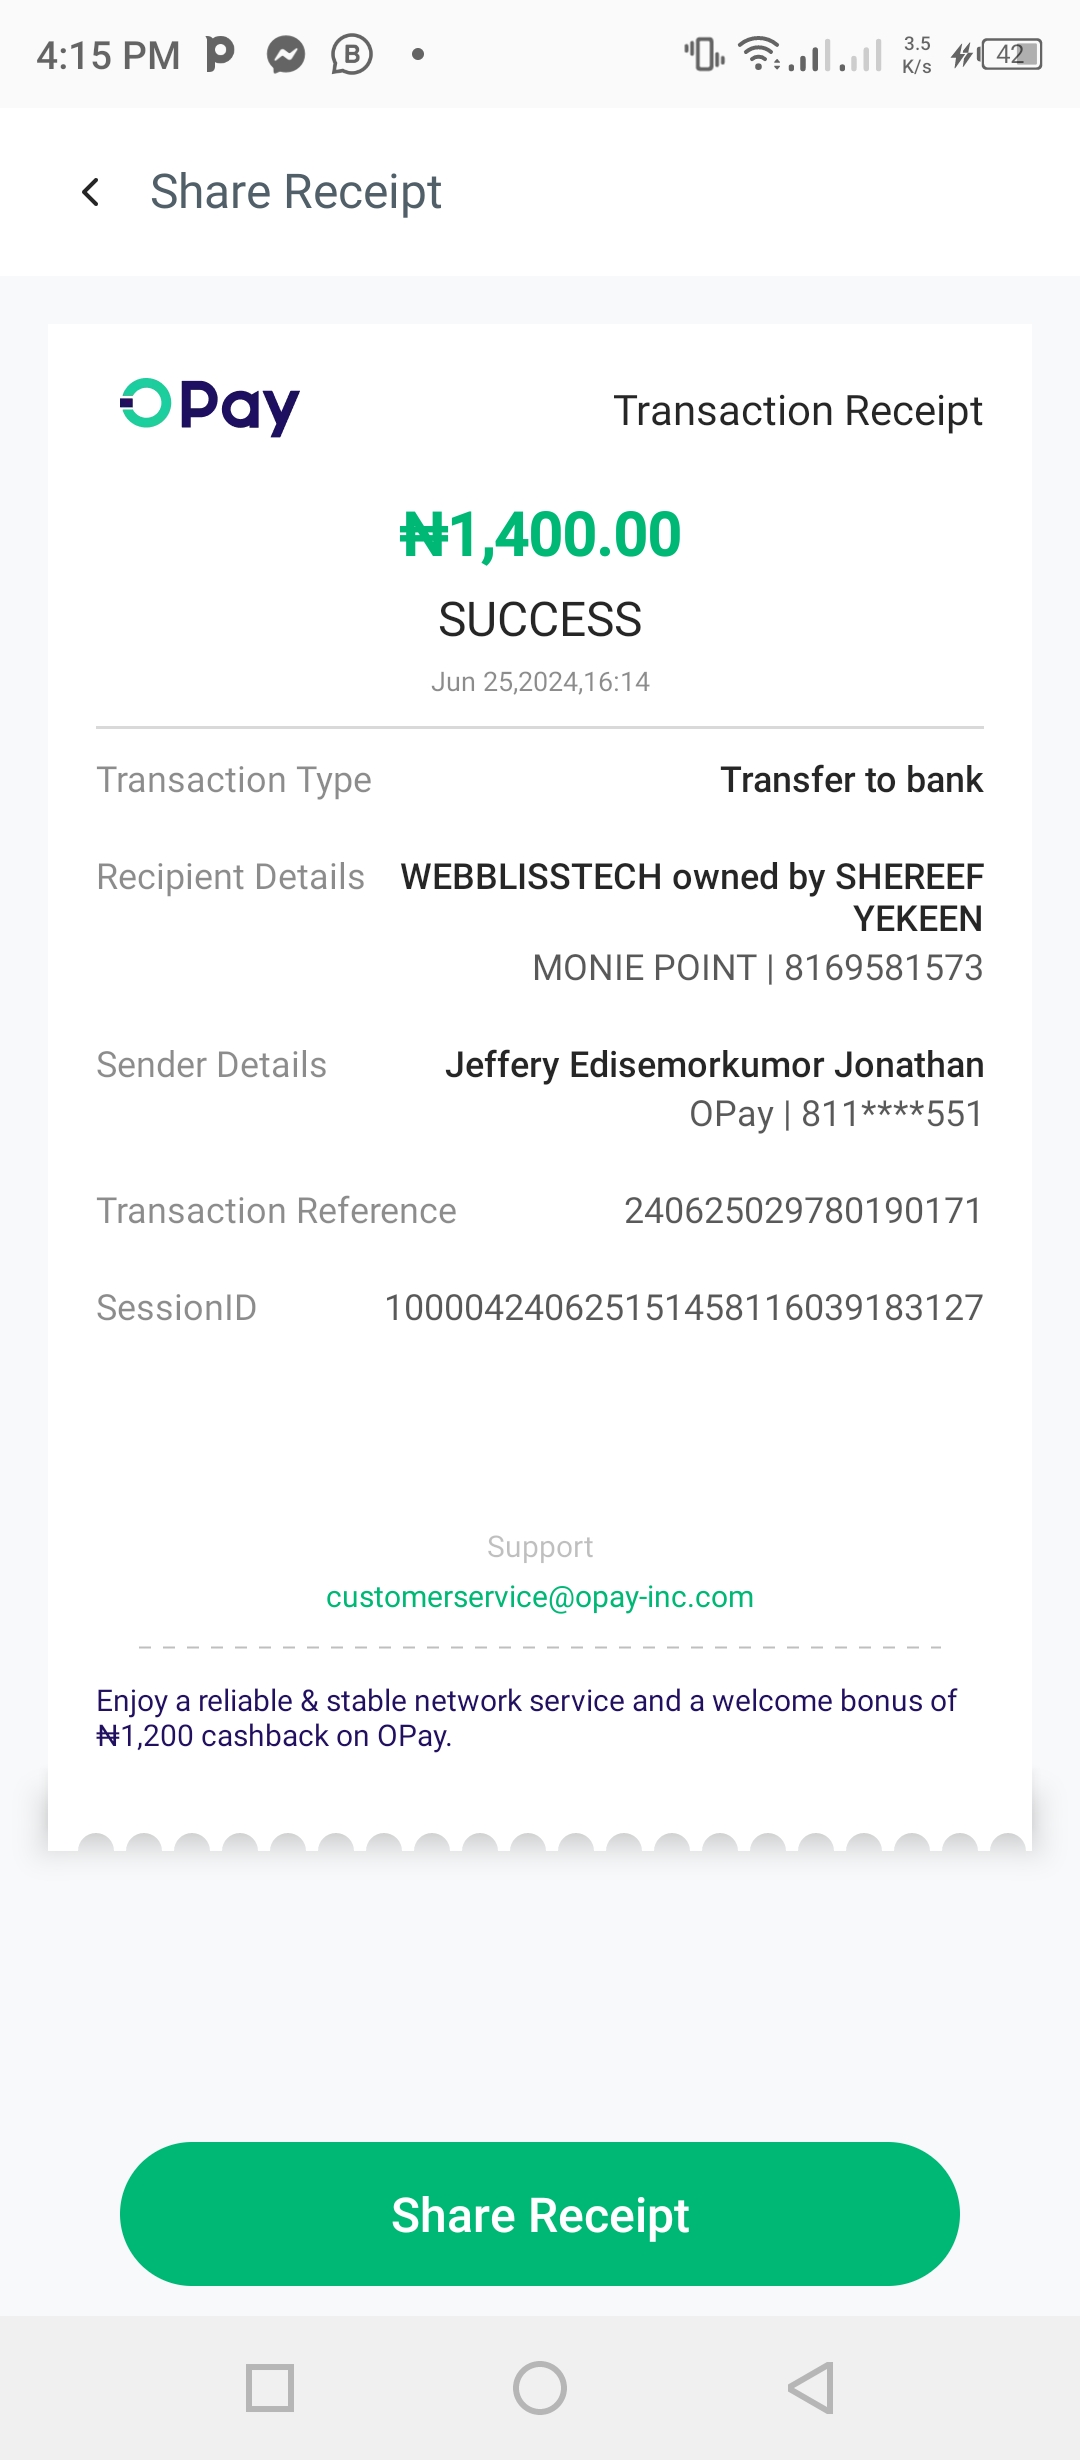 4:15 PM
3.5
K/s
42
Share Receipt
OPay
Transaction Receipt
₦1,400.00
SUCCESS
Jun 25,2024,16:14
Transaction Type Transfer to bank
Recipient Details WEBBLISSTECH owned by SHEREEF
YEKEEN
MONIE POINT | 8169581573
Sender Details Jeffery Edisemorkumor Jonathan
OPay | 811****551
Transaction Reference 240625029780190171
SessionID 100004240625151458116039183127
Support
customerservice@opay-inc.com
Enjoy a reliable & stable network service and a welcome bonus of
₦1,200 cashback on OPay.
Share Receipt